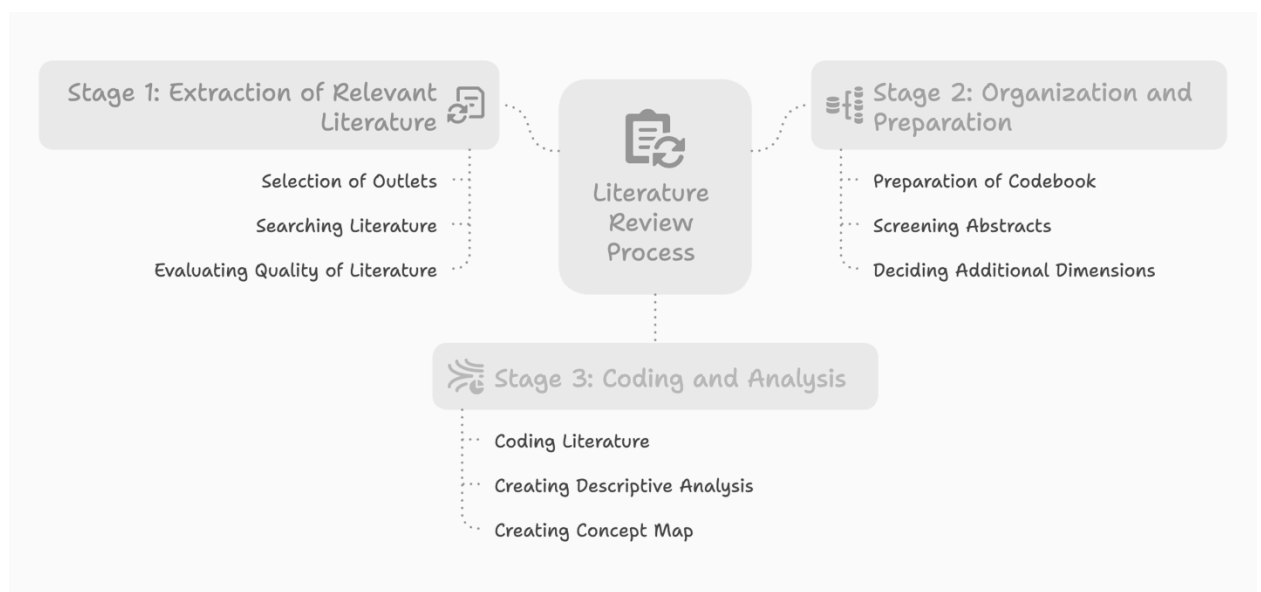 Stage 1: Extraction of Relevant
Literature
Selection of Outlets
Searching Literature
Evaluating Quality of Literature
Literature
Review
Process
Stage 2: Organization and
Preparation
Preparation of Codebook
Screening Abstracts
Deciding Additional Dimensions
Stage 3: Coding and Analysis
Coding Literature
Creating Descriptive Analysis
Creating Concept Map